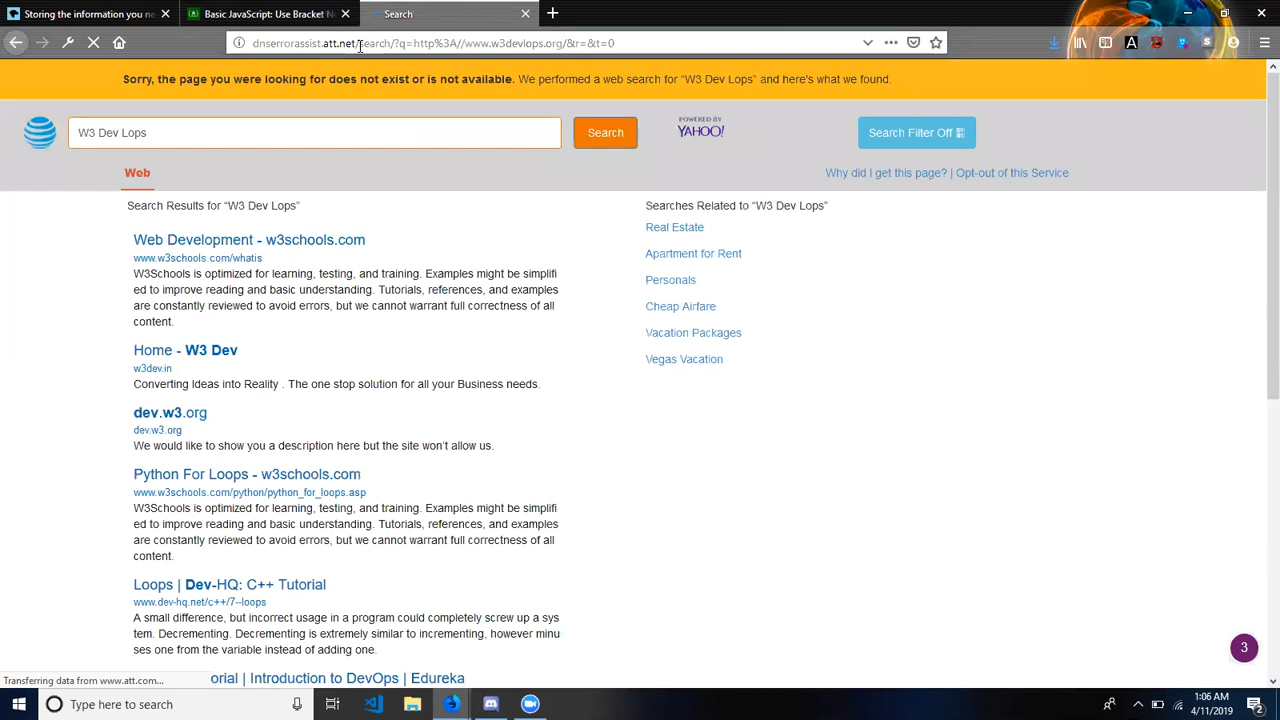 Storing the information you ne
Basic JavaScript: Use Bracket N
Search
dnserrorassist.att.net/search/?q=http%3A//www.w3devlops.org/&r=&t=0
Sorry, the page you were looking for does not exist or is not available. We performed a web search for “W3 Dev Lops” and here's what we found.
W3 Dev Lops
Search
POWERED BY
YAHOO!
Search Filter Off
Web
Why did I get this page? | Opt-out of this Service
Search Results for “W3 Dev Lops”
Web Development - w3schools.com
www.w3schools.com/whatis
W3Schools is optimized for learning, testing, and training. Examples might be simplifi
ed to improve reading and basic understanding. Tutorials, references, and examples
are constantly reviewed to avoid errors, but we cannot warrant full correctness of all
content.
Home - W3 Dev
w3dev.in
Converting Ideas into Reality . The one stop solution for all your Business needs.
dev.w3.org
dev.w3.org
We would like to show you a description here but the site won’t allow us.
Python For Loops - w3schools.com
www.w3schools.com/python/python_for_loops.asp
W3Schools is optimized for learning, testing, and training. Examples might be simplifi
ed to improve reading and basic understanding. Tutorials, references, and examples
are constantly reviewed to avoid errors, but we cannot warrant full correctness of all
content.
Loops | Dev-HQ: C++ Tutorial
www.dev-hq.net/c++/7--loops
A small difference, but incorrect usage in a program could completely screw up a sys
tem. Decrementing. Decrementing is extremely similar to incrementing, however minu
ses one from the variable instead of adding one.
orial | Introduction to DevOps | Edureka
Searches Related to “W3 Dev Lops”
Real Estate
Apartment for Rent
Personals
Cheap Airfare
Vacation Packages
Vegas Vacation
3
Transferring data from www.att.com...
Type here to search
1:06 AM
4/11/2019
2